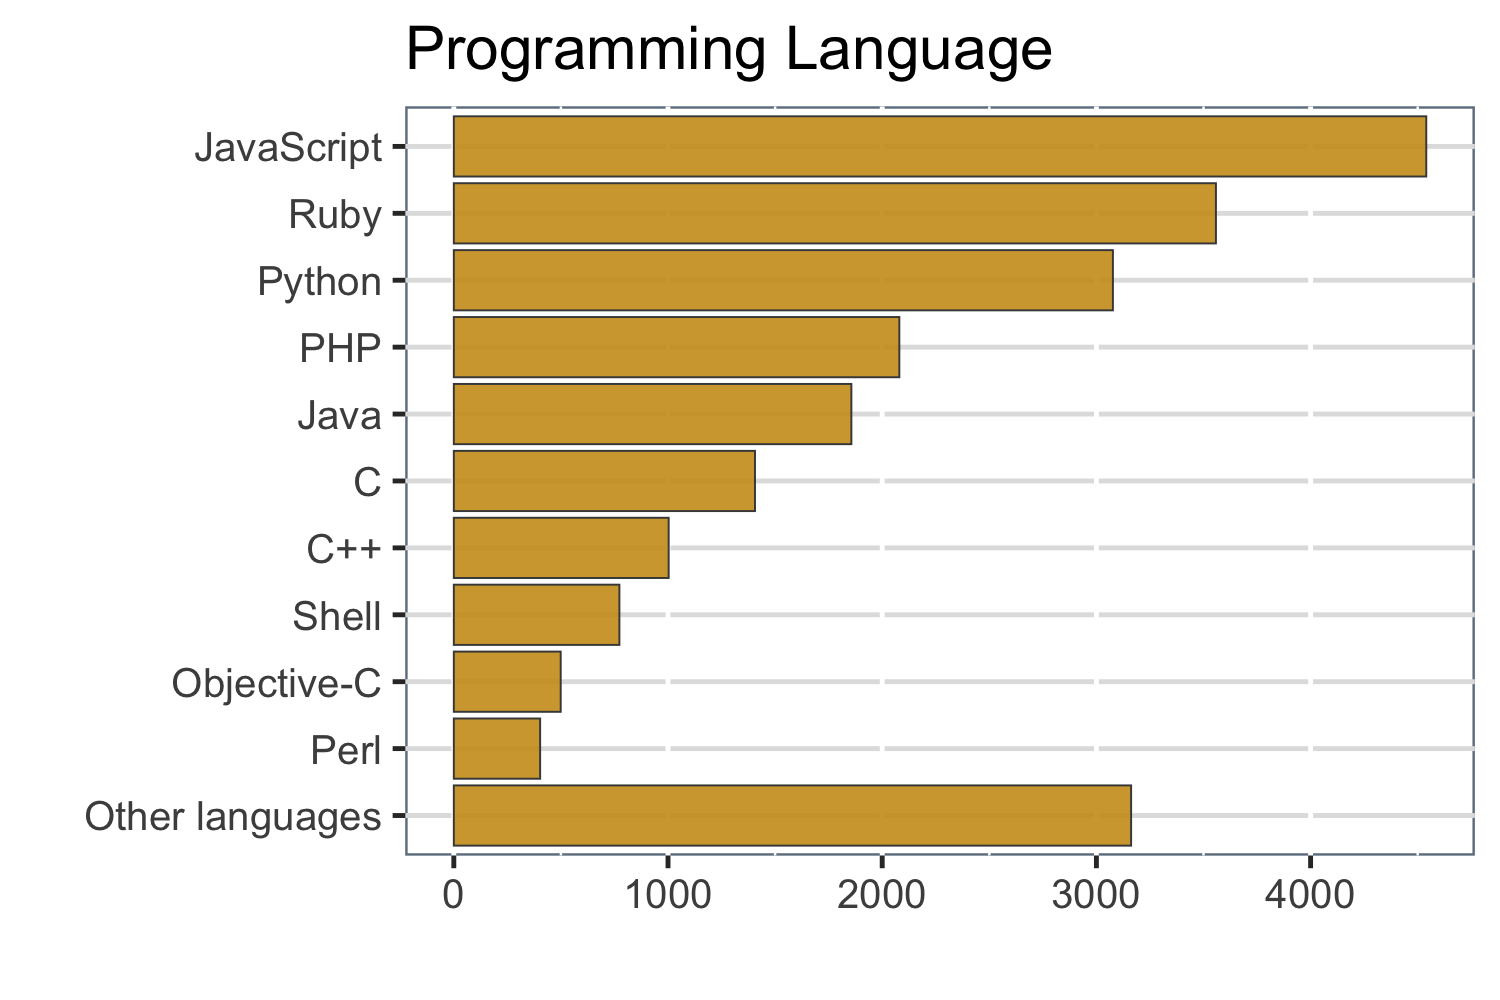 Programming Language
JavaScript
Ruby
Python
PHP
Java
C
C++
Shell
Objective-C
Perl
Other languages
0 1000 2000 3000 4000